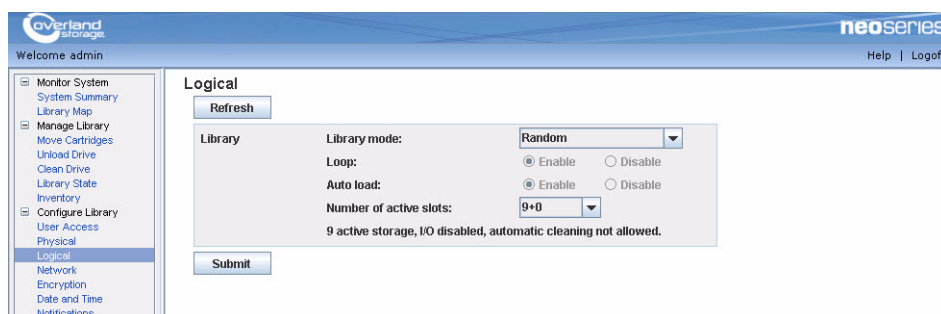 overland
storage.
neoseries
Welcome admin
Help | Logof
Monitor System
System Summary
Library Map
Manage Library
Move Cartridges
Unload Drive
Clean Drive
Library State
Inventory
Configure Library
User Access
Physical
Logical
Network
Encryption
Date and Time
Notifications
Logical
Refresh
Library Library mode: Random
Loop: Enable Disable
Auto load: Enable Disable
Number of active slots: 9+0
9 active storage, I/O disabled, automatic cleaning not allowed.
Submit